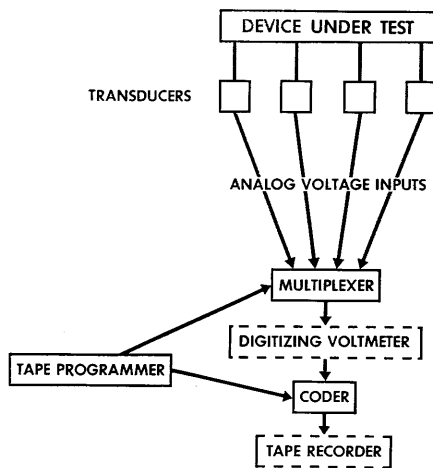 DEVICE UNDER TEST
TRANSDUCERS
ANALOG VOLTAGE INPUTS
MULTIPLEXER
DIGITIZING VOLTMETER
TAPE PROGRAMMER
CODER
TAPE RECORDER